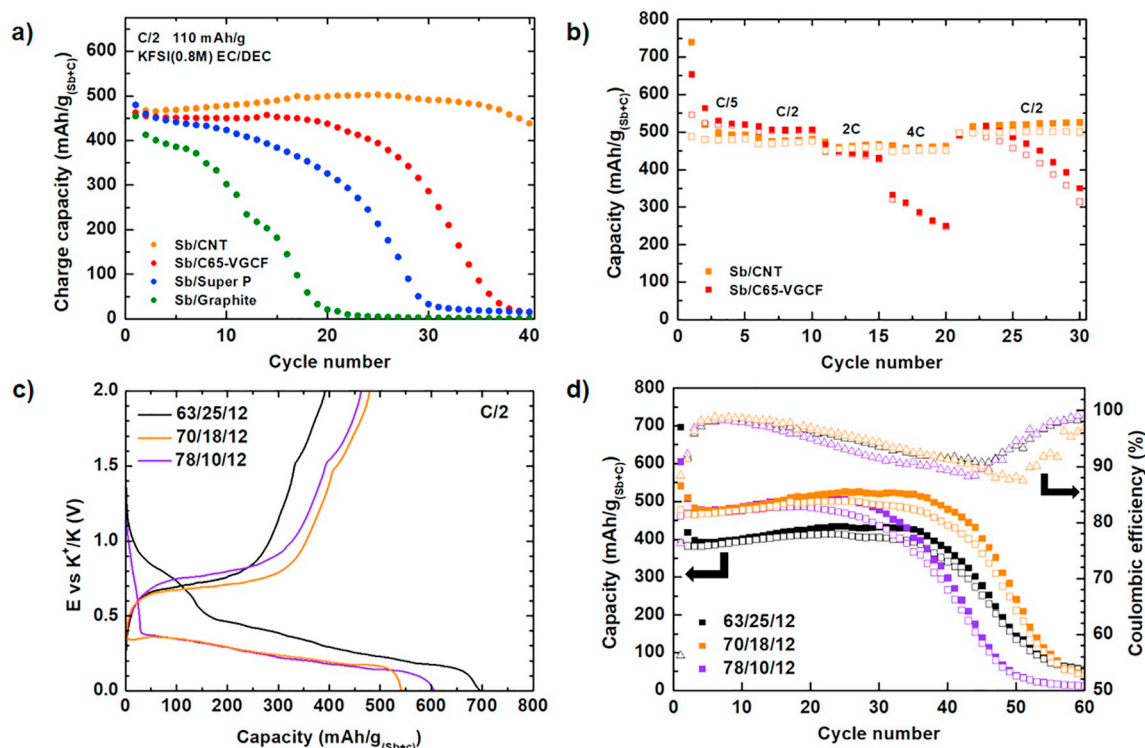 a)
C/2 110 mAh/g
KFSI(0.8M) EC/DEC
Charge capacity (mAh/g(Sb+C))
600
500
400
300
200
100
0
Sb/CNT
Sb/C65-VGCF
Sb/Super P
Sb/Graphite
0 10 20 30 40
Cycle number
b)
Capacity (mAh/g(Sb+C))
800
700
600
500
400
300
200
100
0
C/5
C/2
2C
4C
C/2
Sb/CNT
Sb/C65-VGCF
0 5 10 15 20 25 30
Cycle number
c)
E vs K+/K (V)
2.0
1.5
1.0
0.5
0.0
63/25/12
70/18/12
78/10/12
C/2
0 100 200 300 400 500 600 700 800
Capacity (mAh/g(Sb+c))
d)
Capacity (mAh/g(Sb+C))
800
700
600
500
400
300
200
100
0
63/25/12
70/18/12
78/10/12
100
90
80
70
60
50
Coulombic efficiency (%)
0 10 20 30 40 50 60
Cycle number